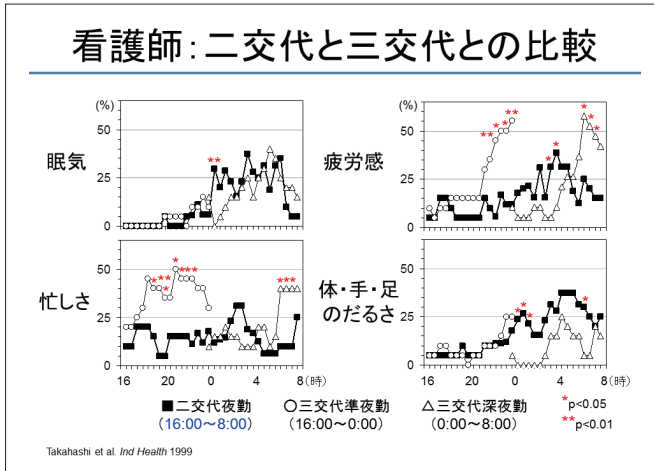 看護師：二交代と三交代との比較
(%)
50
25
0
眠気
(%)
50
25
0
疲労感
50
25
0
忙しさ
16 20 0 4 8(時)
50
25
0
体・手・足
のだるさ
16 20 0 4 8(時)
■二交代夜勤
(16:00～8:00)
○三交代準夜勤
(16:00～0:00)
△三交代深夜勤
(0:00～8:00)
*p<0.05
**p<0.01
Takahashi et al. Ind Health 1999